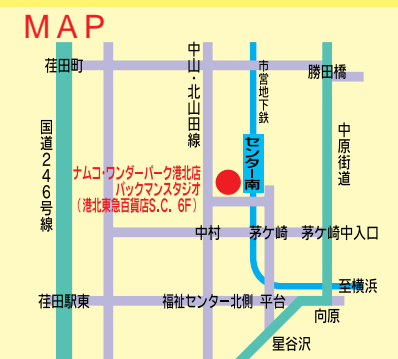 MAP
荏田町
中山・北山田線
市営地下鉄
勝田橋
国道246号線
センター南
中原街道
ナムコ・ワンダーパーク港北店
パックマンスタジオ
（港北東急百貨店S.C. 6F）
中村
茅ケ崎
茅ケ崎中入口
至横浜
荏田駅東
福祉センター北側
平台
向原
星谷沢